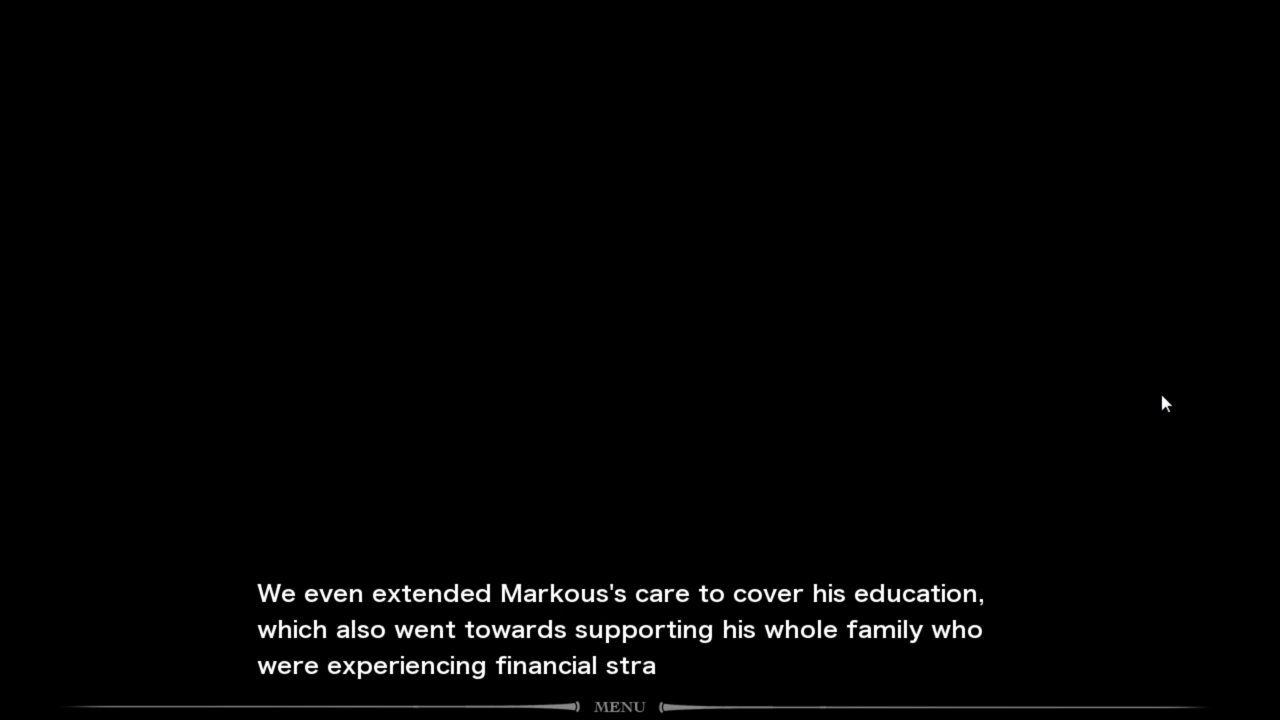 We even extended Markous's care to cover his education,
which also went towards supporting his whole family who
were experiencing financial stra
MENU